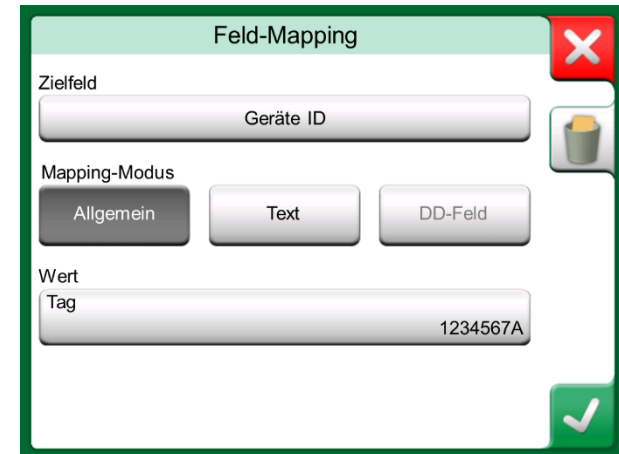 Feld-Mapping
Zielfeld
Geräte ID
Mapping-Modus
Allgemein Text DD-Feld
Wert
Tag
1234567A